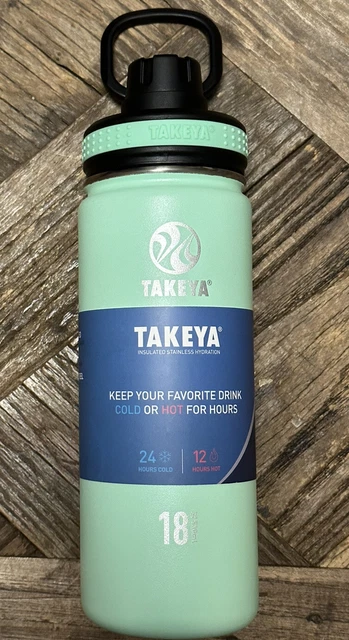 TAKEYA®
TAKEYA®
TAKEYA®
INSULATED STAINLESS HYDRATION
KEEP YOUR FAVORITE DRINK
COLD OR HOT FOR HOURS
24 12
HOURS COLD HOURS HOT
18